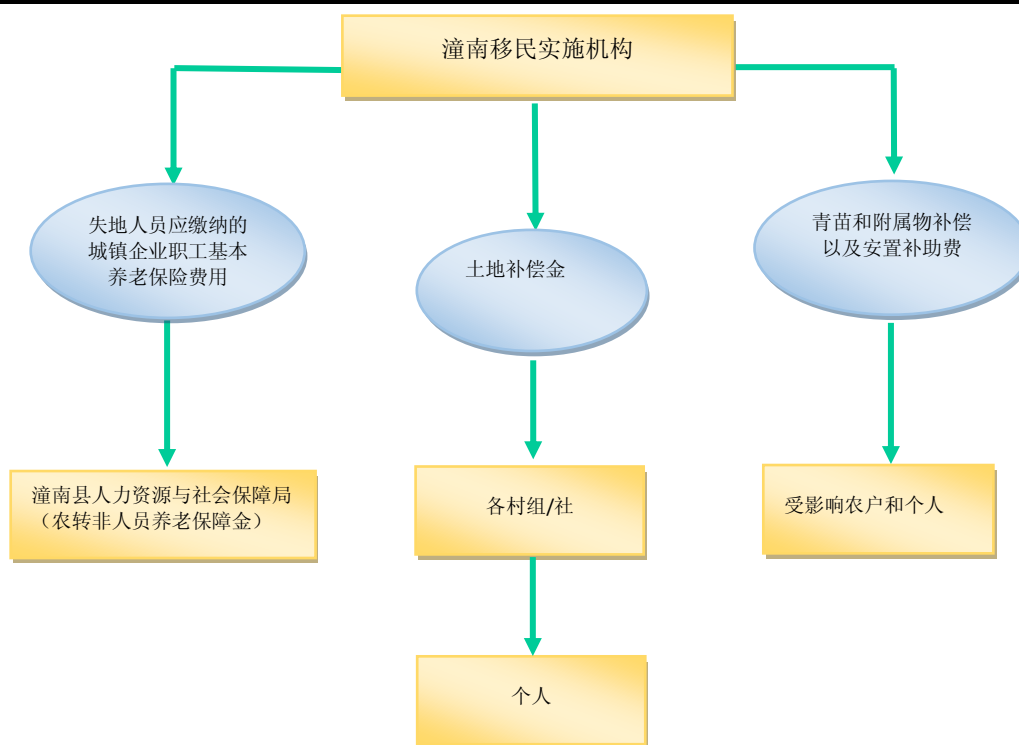 潼南移民实施机构
失地人员应缴纳的
城镇企业职工基本
养老保险费用
土地补偿金
青苗和附属物补偿
以及安置补助费
潼南县人力资源与社会保障局
（农转非人员养老保障金）
各村组/社
受影响农户和个人
个人